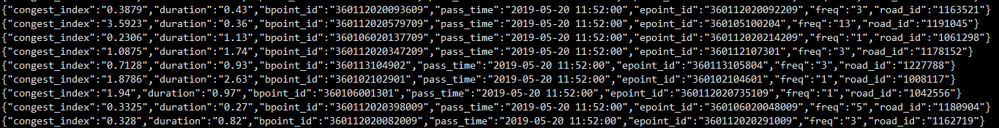 {"congest_index":"0.3879","duration":"0.43","bpoint_id":"360112020093609","pass_time":"2019-05-20 11:52:00","epoint_id":"360112020092209","freq":"3","road_id":"1163521"}
{"congest_index":"3.5923","duration":"0.36","bpoint_id":"360112020579709","pass_time":"2019-05-20 11:52:00","epoint_id":"360105100204","freq":"13","road_id":"1191045"}
{"congest_index":"0.2306","duration":"1.13","bpoint_id":"360106020137709","pass_time":"2019-05-20 11:52:00","epoint_id":"360112020214209","freq":"1","road_id":"1061298"}
{"congest_index":"1.0875","duration":"1.74","bpoint_id":"360112020347209","pass_time":"2019-05-20 11:52:00","epoint_id":"360112107301","freq":"3","road_id":"1178152"}
{"congest_index":"0.7128","duration":"0.93","bpoint_id":"360113104902","pass_time":"2019-05-20 11:52:00","epoint_id":"360113105804","freq":"3","road_id":"1227788"}
{"congest_index":"1.8786","duration":"2.63","bpoint_id":"360102102901","pass_time":"2019-05-20 11:52:00","epoint_id":"360102104601","freq":"1","road_id":"1008117"}
{"congest_index":"1.94","duration":"0.97","bpoint_id":"360106001301","pass_time":"2019-05-20 11:52:00","epoint_id":"360112020735109","freq":"1","road_id":"1042556"}
{"congest_index":"0.3325","duration":"0.27","bpoint_id":"360112020398009","pass_time":"2019-05-20 11:52:00","epoint_id":"360106020048009","freq":"5","road_id":"1180904"}
{"congest_index":"0.328","duration":"0.82","bpoint_id":"360112020082009","pass_time":"2019-05-20 11:52:00","epoint_id":"360112020291009","freq":"3","road_id":"1162719"}